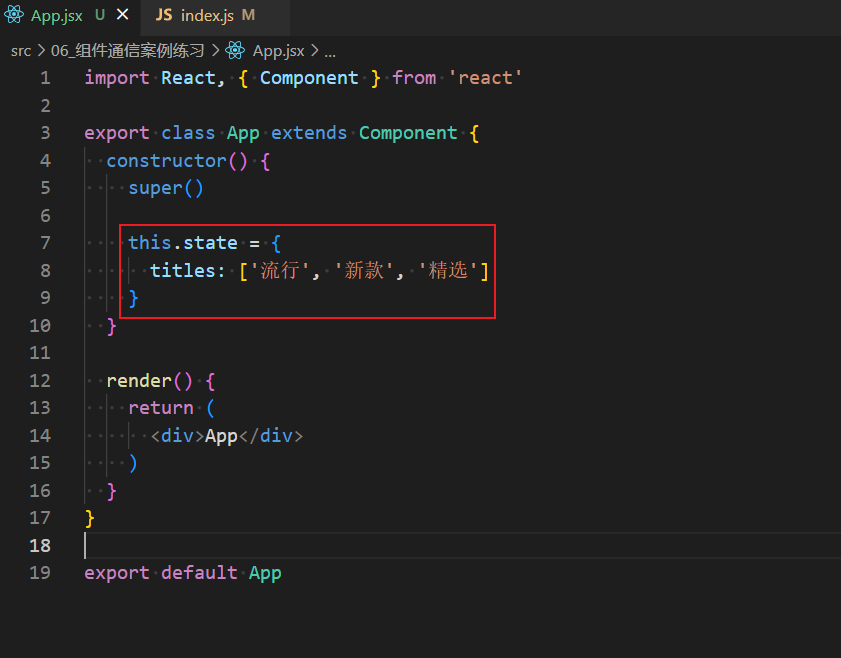 App.jsx U × JS index.js M
src > 06_组件通信案例练习 > App.jsx > ...
1 import React, { Component } from 'react'
2
3 export class App extends Component {
4 constructor() {
5 super()
6
7 this.state = {
8 titles: ['流行', '新款', '精选']
9 }
10 }
11
12 render() {
13 return (
14 <div>App</div>
15 )
16 }
17 }
18
19 export default App